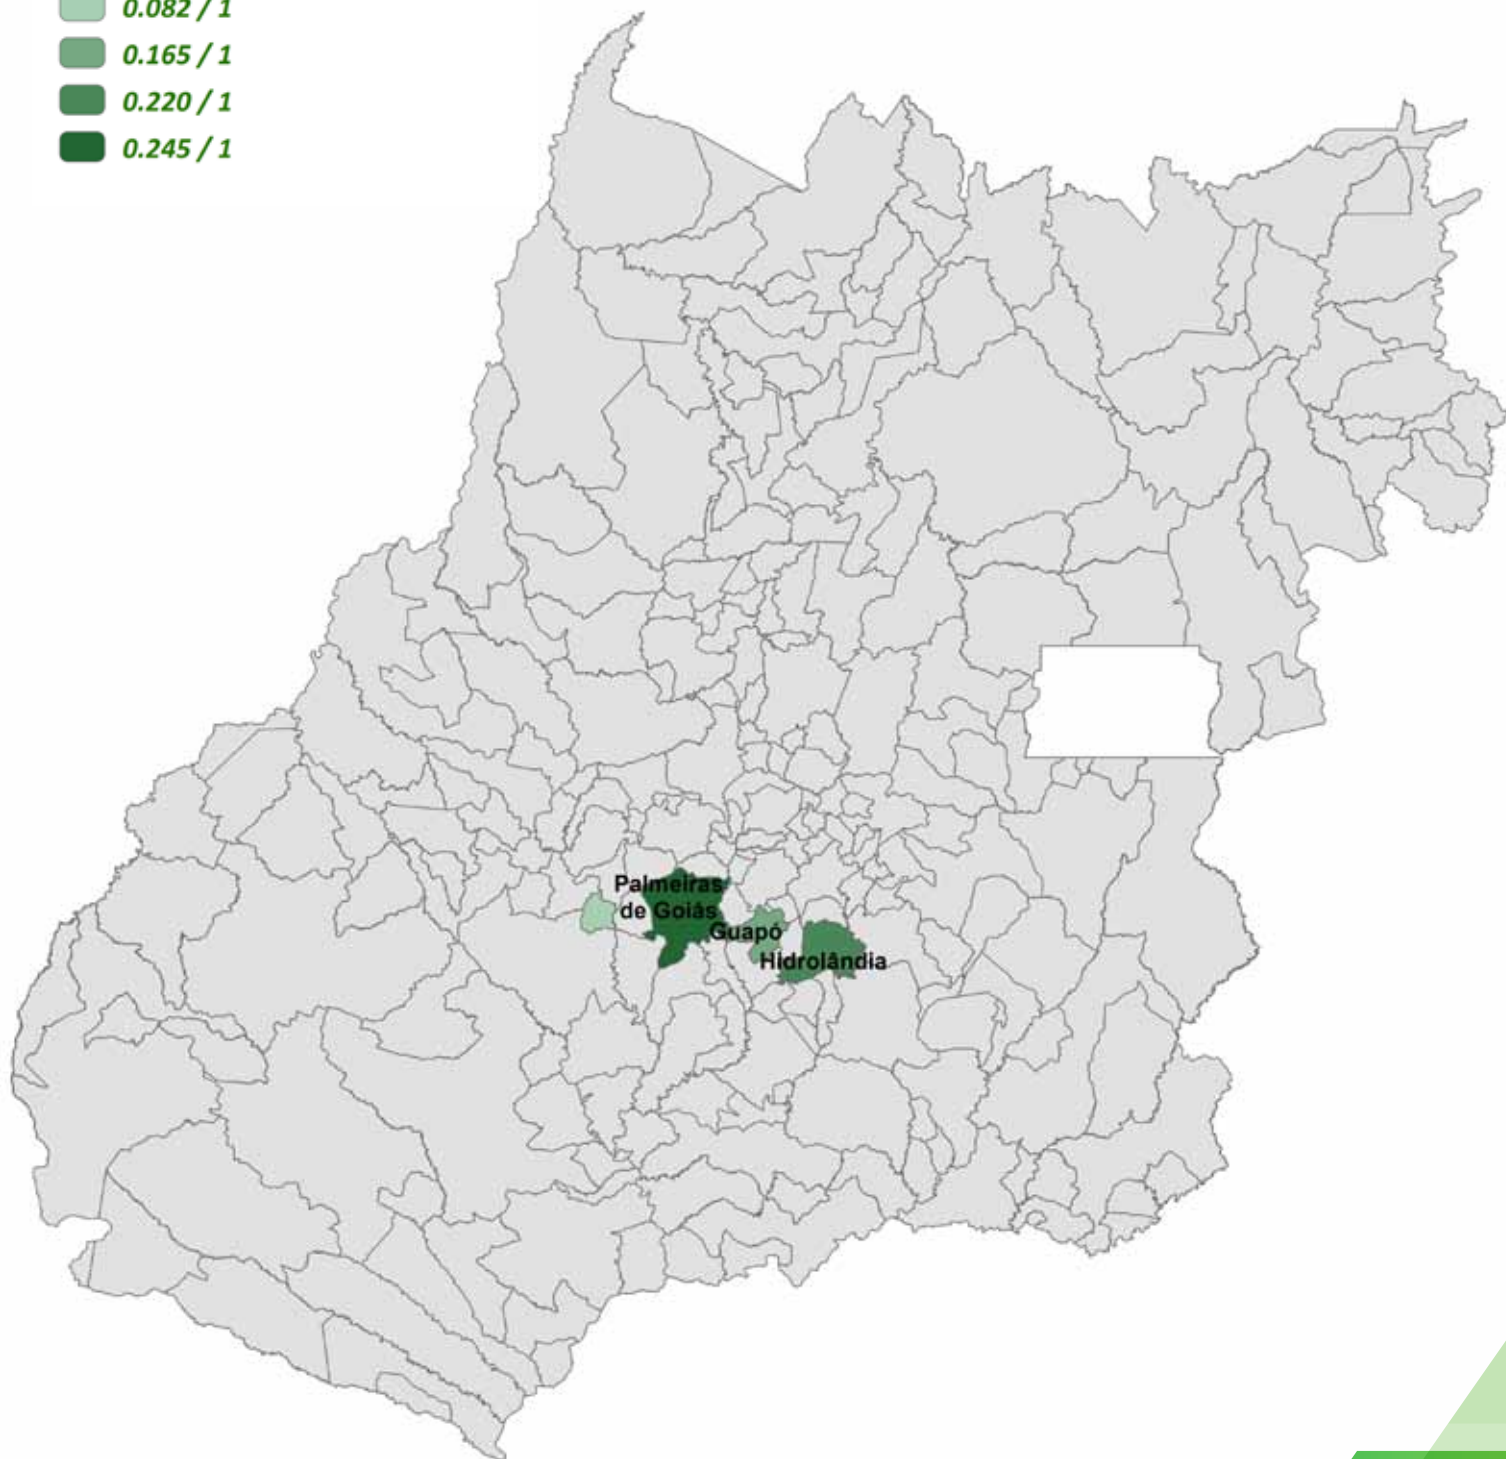 0.082 / 1
0.165 / 1
0.220 / 1
0.245 / 1
Palmeiras
de Goiás
Guapó
Hidrolândia